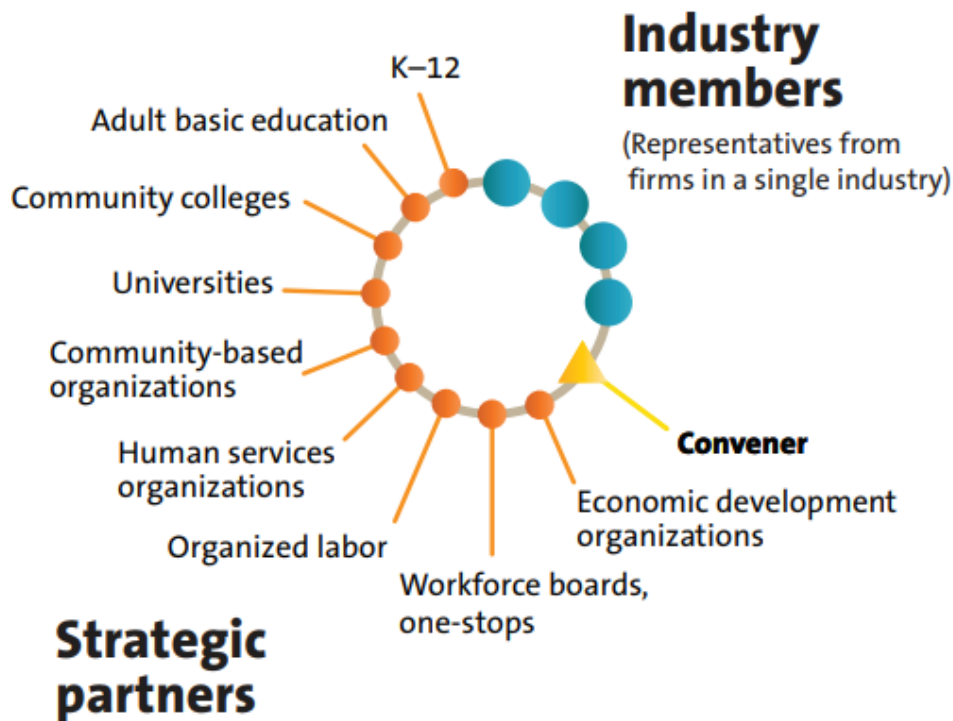 Industry
members
(Representatives from
firms in a single industry)
K–12
Adult basic education
Community colleges
Universities
Community-based
organizations
Human services
organizations
Organized labor
Workforce boards,
one-stops
Economic development
organizations
Convener
Strategic
partners